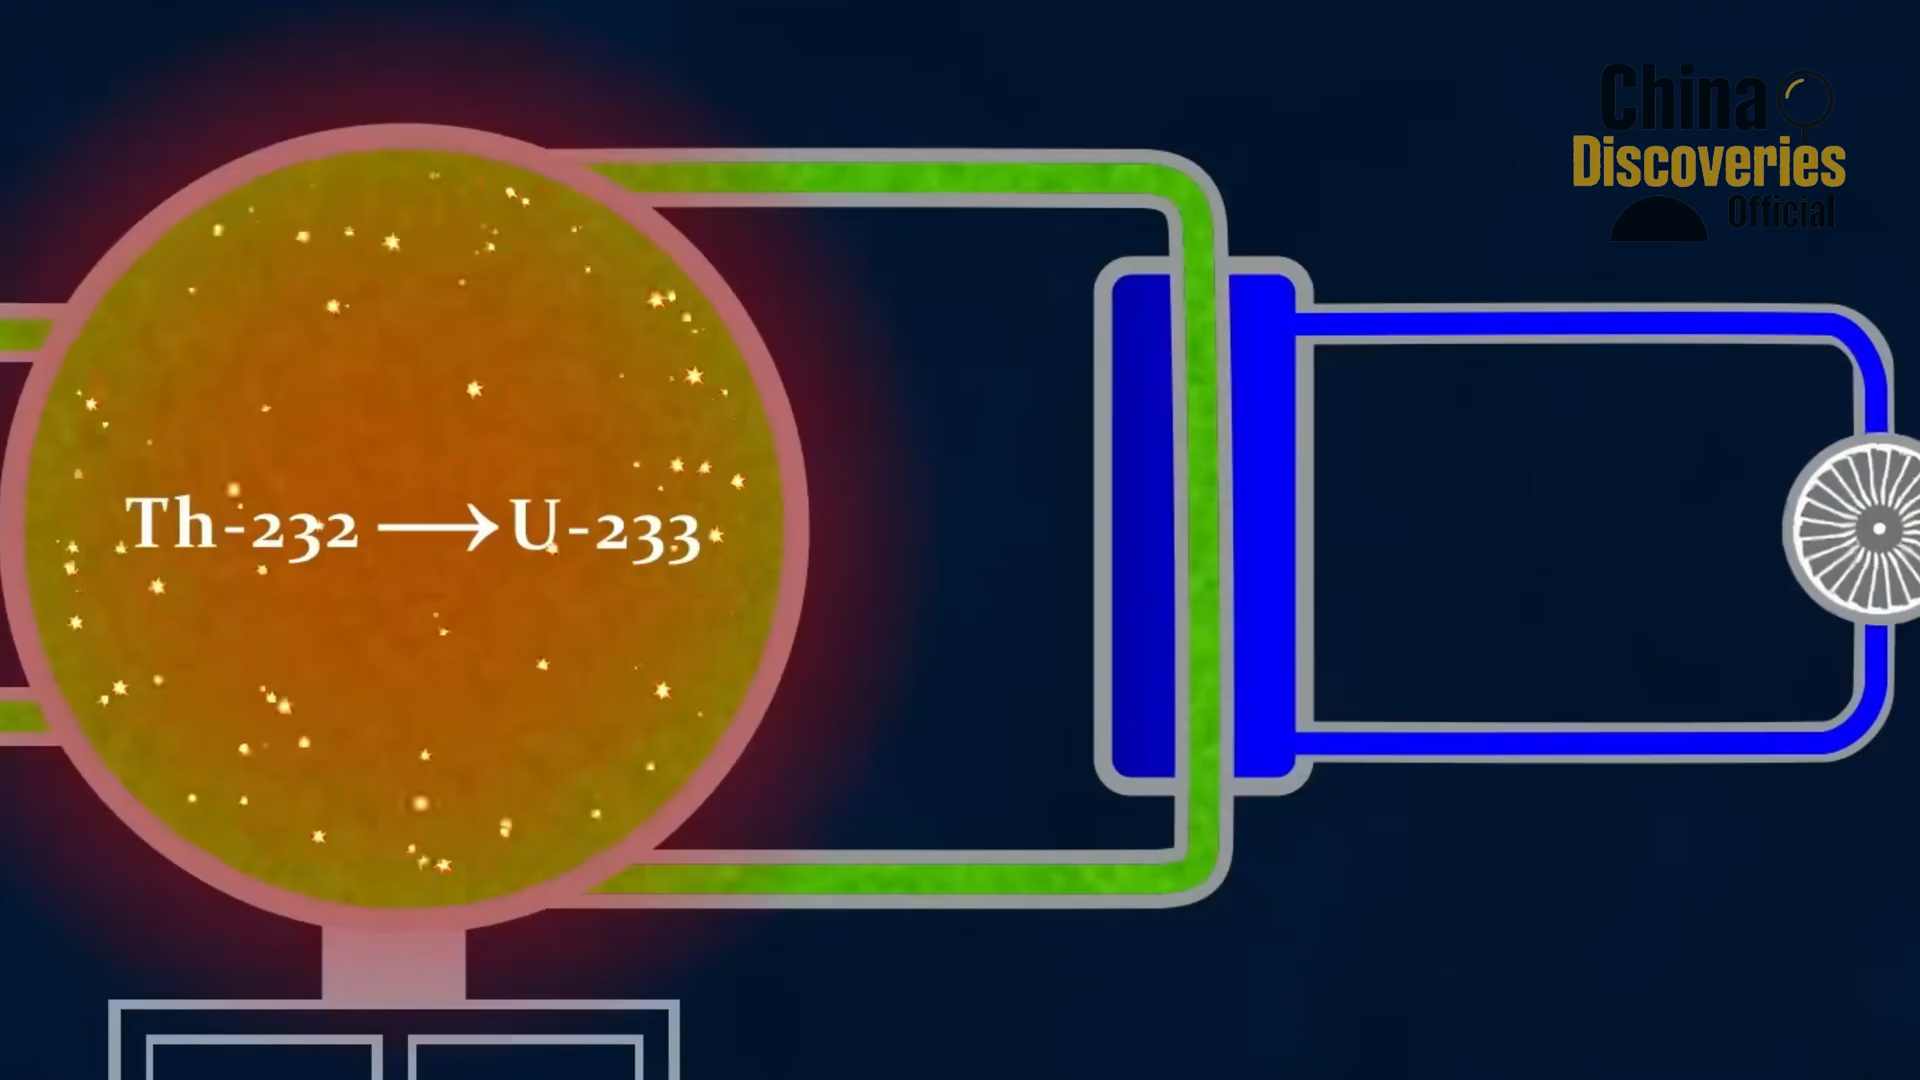 China
Discoveries
Official
Th-232 → U-233